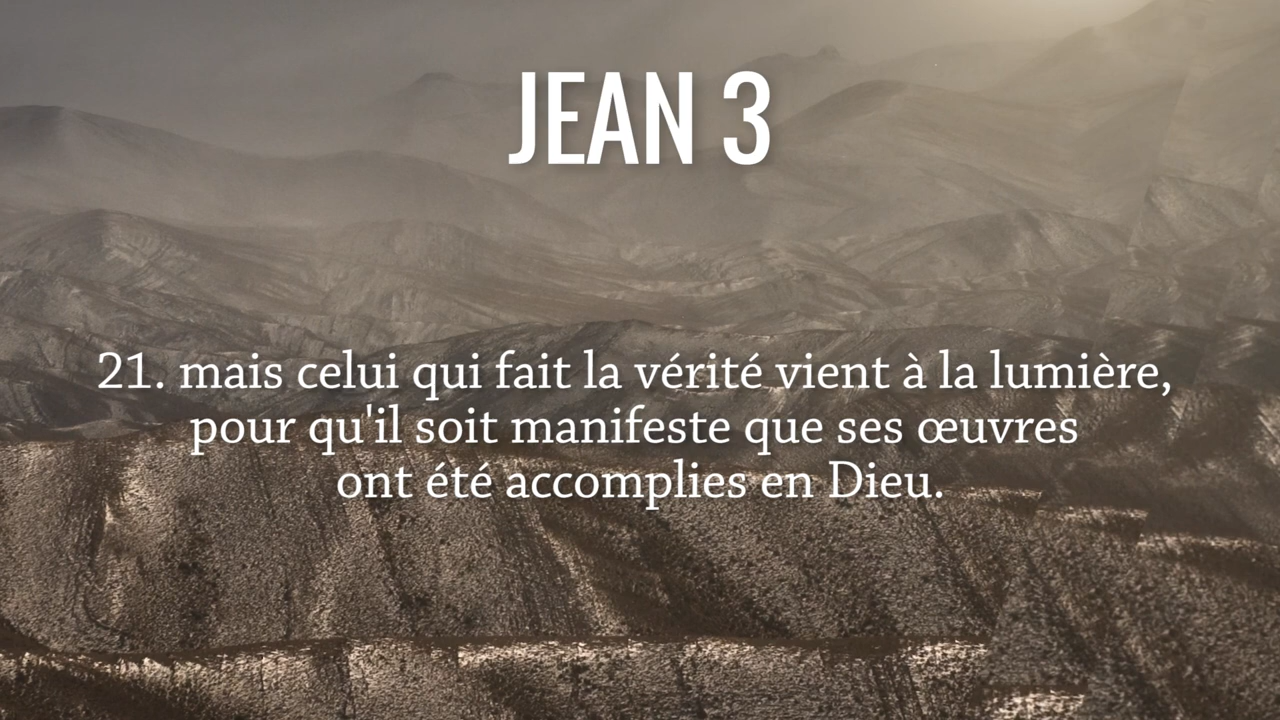 JEAN 3
21. mais celui qui fait la vérité vient à la lumière,
pour qu'il soit manifeste que ses œuvres
ont été accomplies en Dieu.